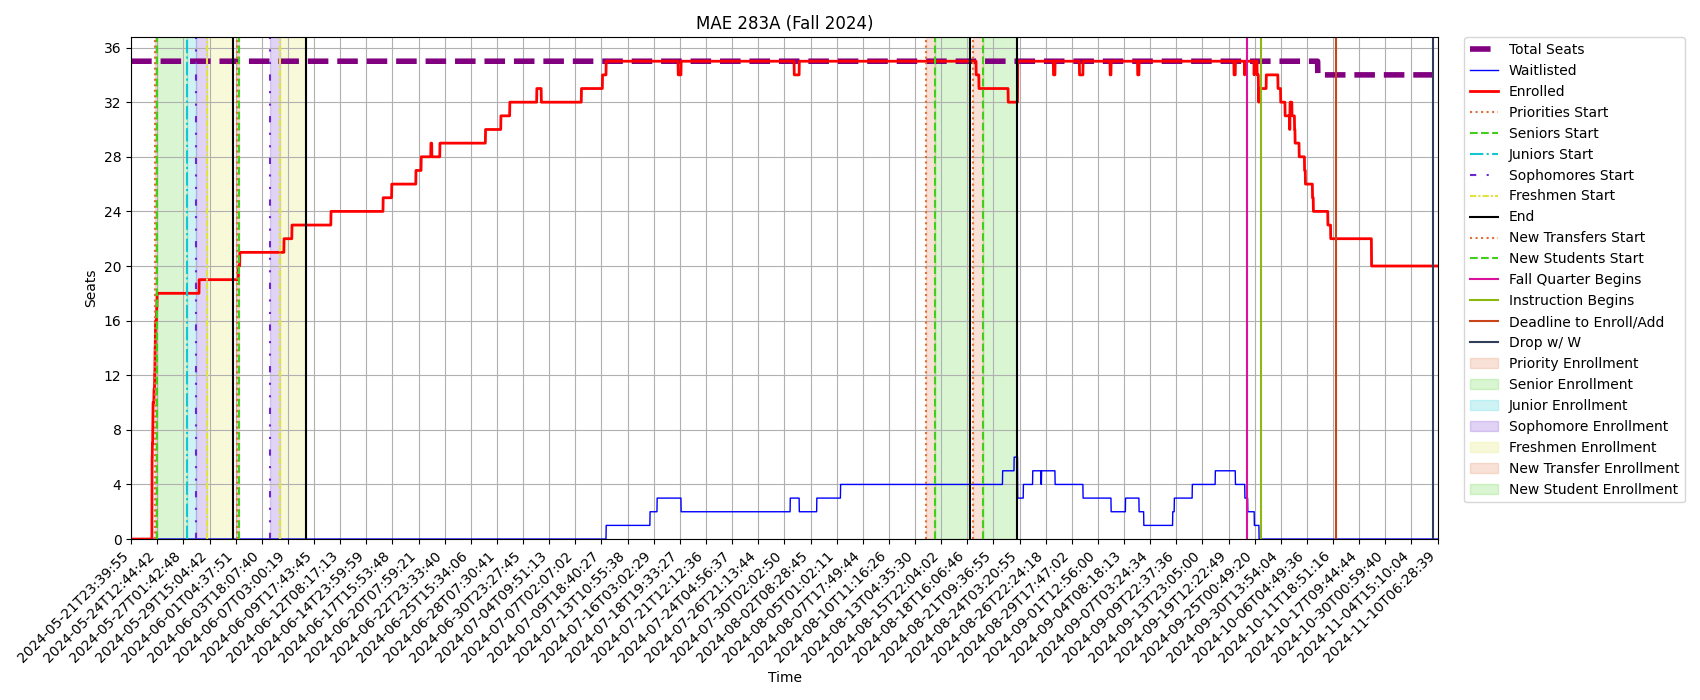 MAE 283A (Fall 2024)
Seats
36
32
28
24
20
16
12
8
4
0
2024-05-21T23:39:55
2024-05-24T12:44:42
2024-05-27T01:42:48
2024-05-29T15:04:42
2024-06-01T04:37:51
2024-06-03T18:07:40
2024-06-07T03:00:19
2024-06-09T17:43:45
2024-06-12T08:17:13
2024-06-14T23:59:59
2024-06-17T15:53:48
2024-06-20T07:59:21
2024-06-22T23:33:40
2024-06-25T15:34:06
2024-06-28T07:30:41
2024-06-30T23:27:45
2024-07-04T09:51:13
2024-07-07T02:07:02
2024-07-09T18:40:27
2024-07-13T10:55:38
2024-07-16T03:02:29
2024-07-18T19:33:27
2024-07-21T12:12:36
2024-07-24T04:56:37
2024-07-26T21:13:44
2024-07-30T02:02:50
2024-08-02T08:28:45
2024-08-05T01:02:11
2024-08-07T17:49:44
2024-08-10T11:16:26
2024-08-13T04:35:30
2024-08-15T22:04:02
2024-08-18T16:06:46
2024-08-21T09:36:55
2024-08-24T03:20:55
2024-08-26T22:24:18
2024-08-29T17:47:02
2024-09-01T12:56:00
2024-09-04T08:18:13
2024-09-07T03:24:34
2024-09-09T22:37:36
2024-09-13T23:05:00
2024-09-19T12:22:49
2024-09-25T00:49:20
2024-09-30T13:54:04
2024-10-06T04:49:36
2024-10-11T18:51:16
2024-10-17T09:44:44
2024-10-30T00:59:40
2024-11-04T15:10:04
2024-11-10T06:28:39
Time
Total Seats
Waitlisted
Enrolled
Priorities Start
Seniors Start
Juniors Start
Sophomores Start
Freshmen Start
End
New Transfers Start
New Students Start
Fall Quarter Begins
Instruction Begins
Deadline to Enroll/Add
Drop w/ W
Priority Enrollment
Senior Enrollment
Junior Enrollment
Sophomore Enrollment
Freshmen Enrollment
New Transfer Enrollment
New Student Enrollment